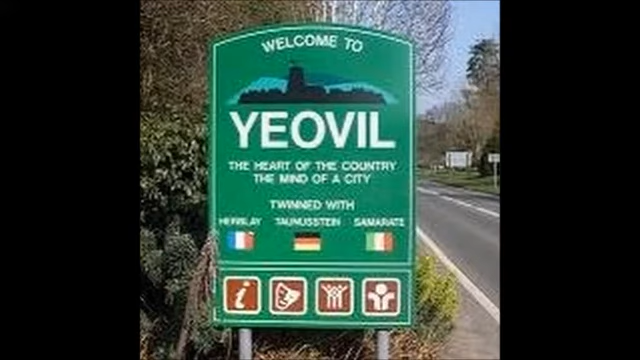 WELCOME TO
YEOVIL
THE HEART OF THE COUNTRY
THE MIND OF A CITY
TWINNED WITH
HERBLAY TAUNUSSTEIN SAMARATE
i